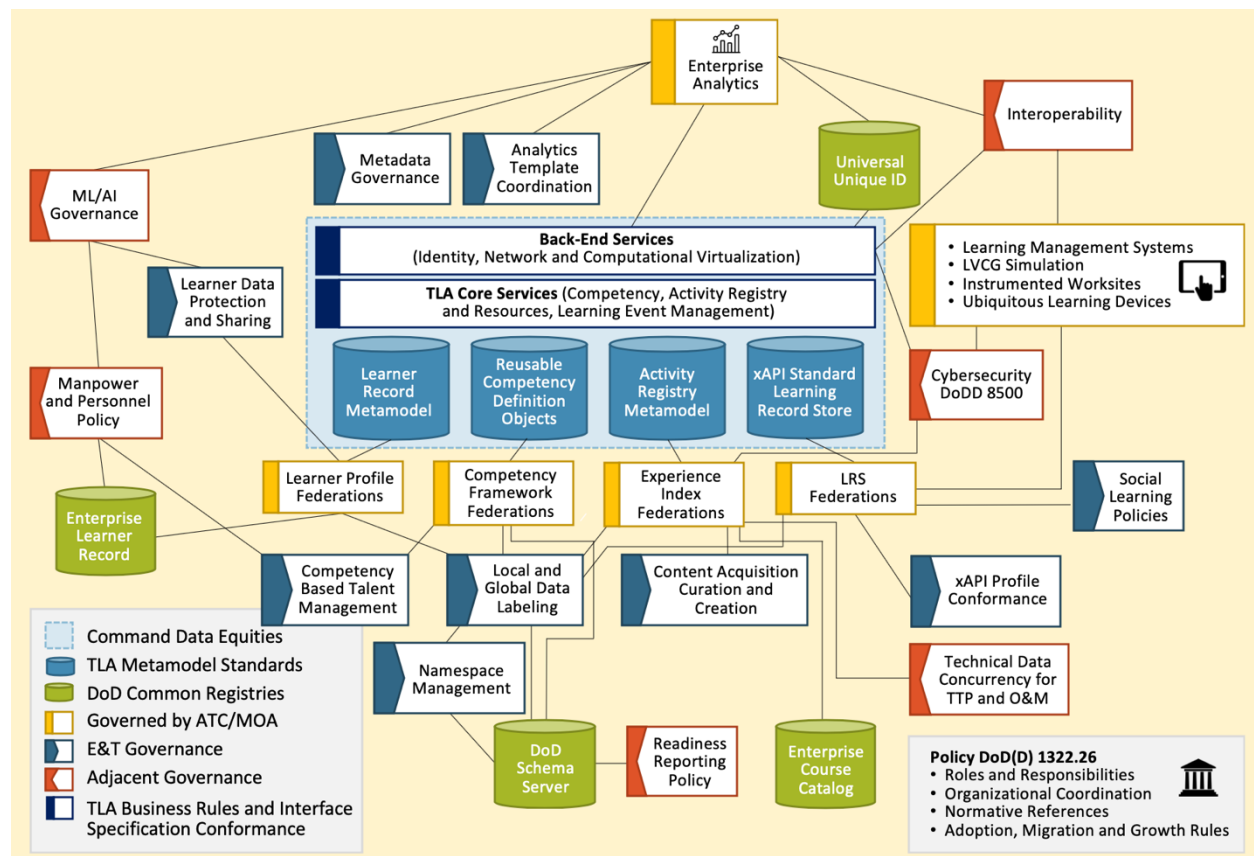 Enterprise
Analytics
Interoperability
Metadata
Governance
Analytics
Template
Coordination
Universal
Unique ID
ML/AI
Governance
Back-End Services
(Identity, Network and Computational Virtualization)
• Learning Management Systems
• LVCG Simulation
• Instrumented Worksites
• Ubiquitous Learning Devices
Learner Data
Protection
and Sharing
TLA Core Services (Competency, Activity Registry
and Resources, Learning Event Management)
Manpower
and Personnel
Policy
Learner
Record
Metamodel
Reusable
Competency
Definition
Objects
Activity
Registry
Metamodel
xAPI Standard
Learning
Record Store
Cybersecurity
DoDD 8500
Learner Profile
Federations
Competency
Framework
Federations
Experience
Index
Federations
LRS
Federations
Social
Learning
Policies
Enterprise
Learner
Record
Competency
Based Talent
Management
Local and
Global Data
Labeling
Content Acquisition
Curation and
Creation
xAPI Profile
Conformance
Namespace
Management
Technical Data
Concurrency for
TTP and O&M
DoD
Schema
Server
Readiness
Reporting
Policy
Enterprise
Course
Catalog
Command Data Equities
TLA Metamodel Standards
DoD Common Registries
Governed by ATC/MOA
E&T Governance
Adjacent Governance
TLA Business Rules and Interface
Specification Conformance
Policy DoD(D) 1322.26
• Roles and Responsibilities
• Organizational Coordination
• Normative References
• Adoption, Migration and Growth Rules